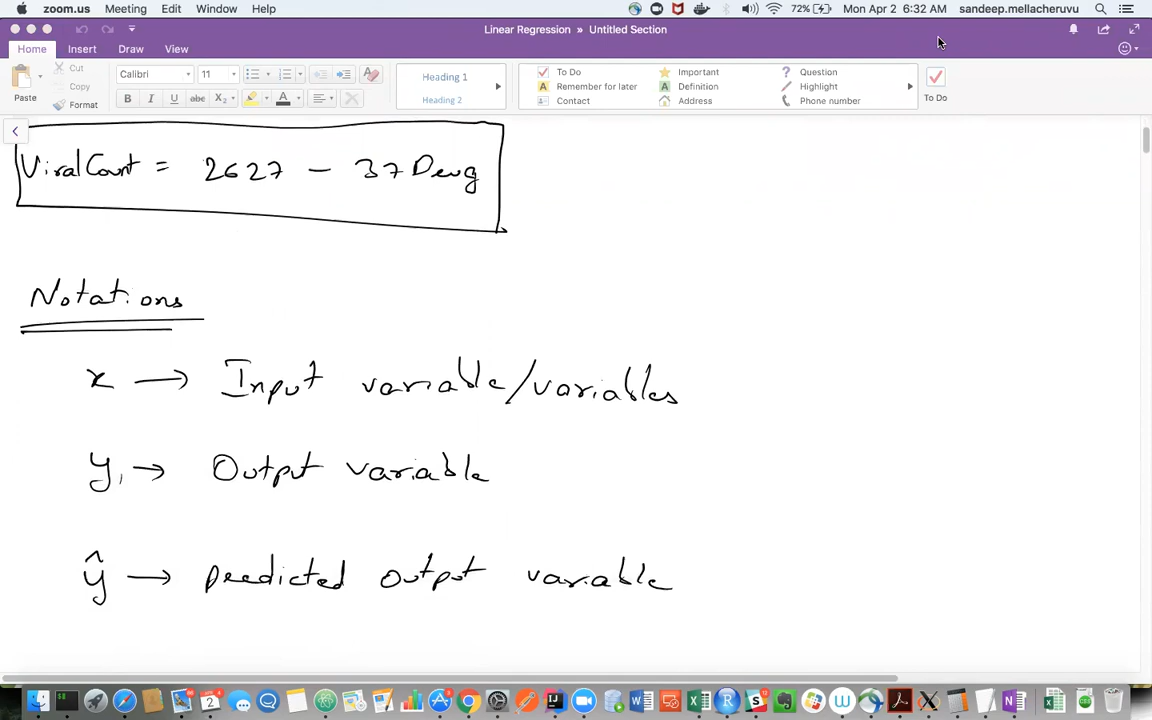 zoom.us Meeting Edit Window Help 72% Mon Apr 2 6:32 AM sandeep.mellacheruvu
Linear Regression » Untitled Section
Home Insert Draw View
Paste Cut Copy Format
Calibri 11
B I U abc X₂ A
Heading 1
Heading 2
To Do Important Question
Remember for later Definition Highlight
Contact Address Phone number
To Do
ViralCount = 2627 - 37Drug
Notations
x → Input variable/variables
y → Output variable
ŷ → predicted output variable